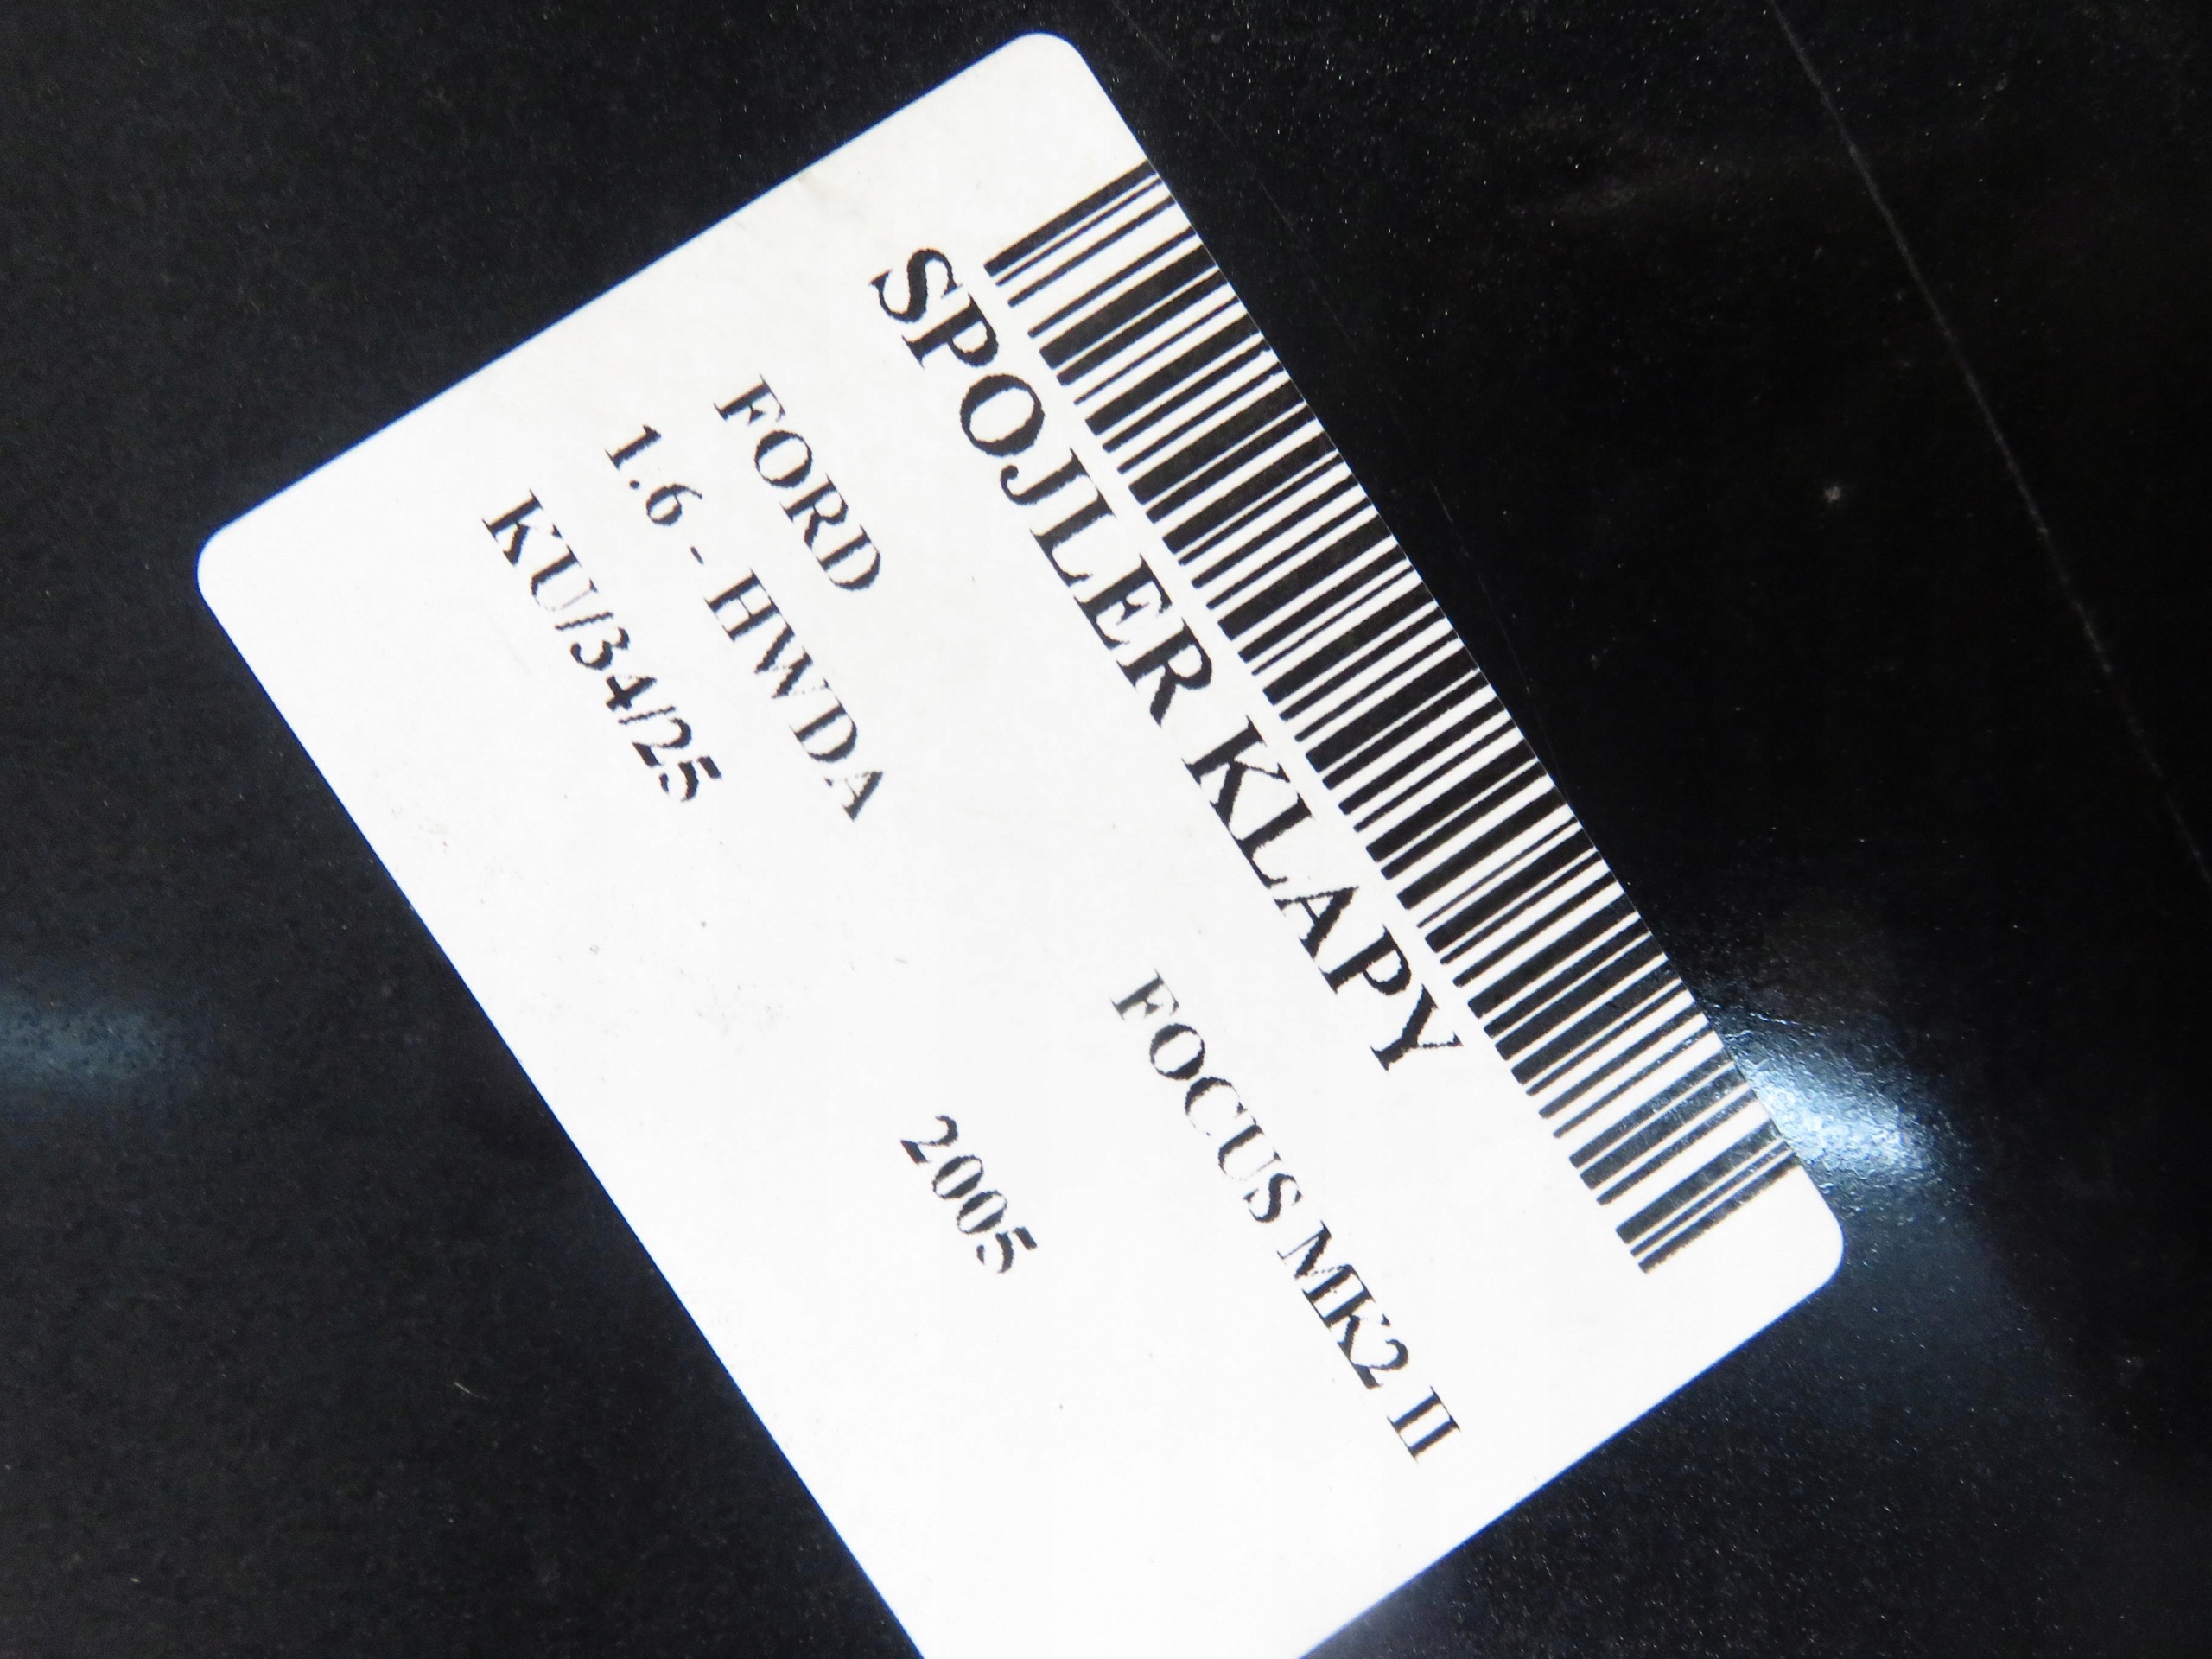 SPOJLER KLAPY
FORD FOCUS MK2 II
1.6 - HWDA 2005
KU/34/25